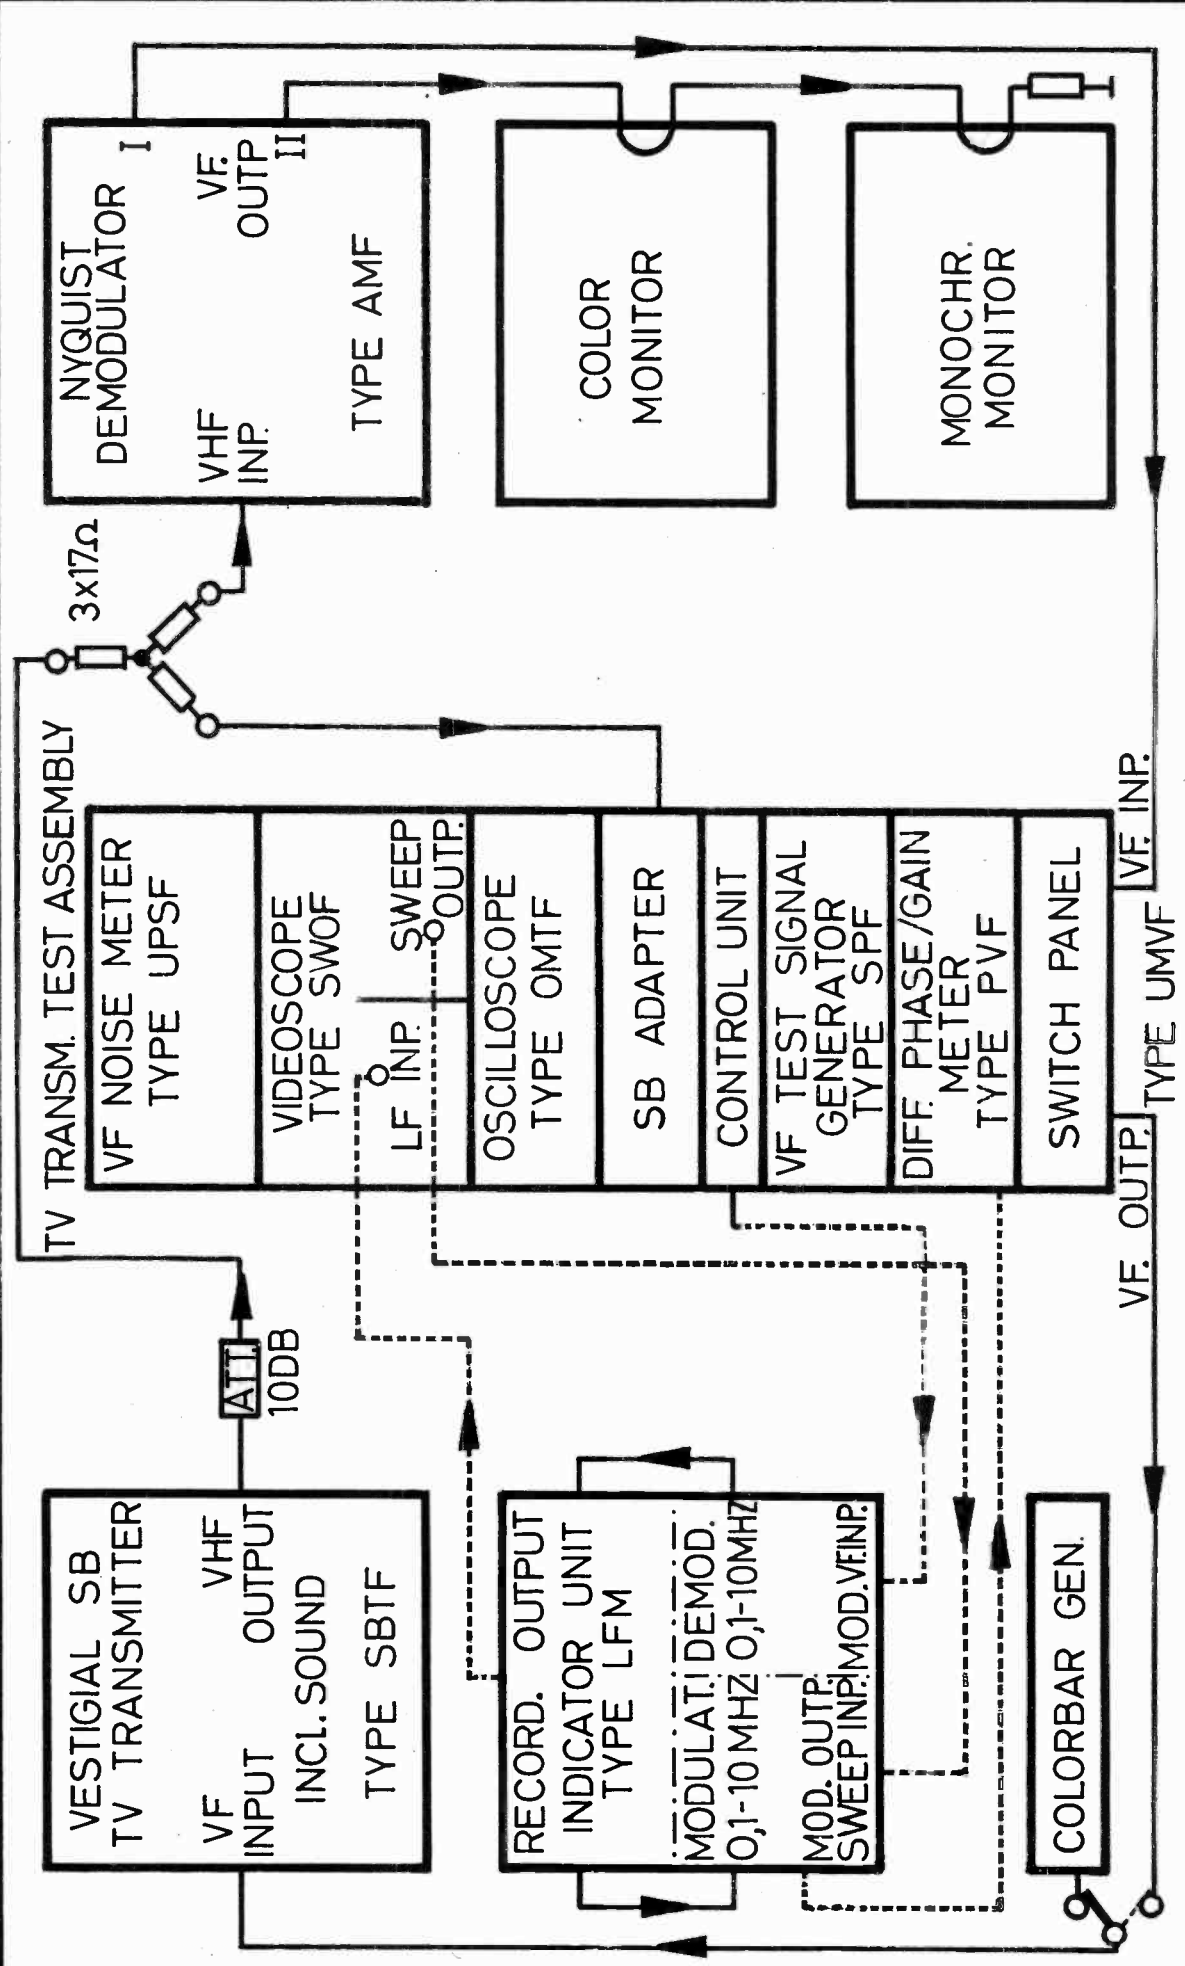 VESTIGIAL SB
TV TRANSMITTER
VF
INPUT
VHF
OUTPUT
INCL. SOUND
TYPE SBTF
ATT.
10DB
TV TRANSM. TEST ASSEMBLY
3x17Ω
NYQUIST
DEMODULATOR
VHF
INP.
I
VF.
OUTP
II
TYPE AMF
VF NOISE METER
TYPE UPSF
VIDEOSCOPE
TYPE SWOF
LF INP.
SWEEP
OUTP.
OSCILLOSCOPE
TYPE OMTF
SB ADAPTER
CONTROL UNIT
VF TEST SIGNAL
GENERATOR
TYPE SPF
DIFF. PHASE/GAIN
METER
TYPE PVF
SWITCH PANEL
VF. OUTP.
TYPE UMVF
VF. INP.
COLOR
MONITOR
MONOCHR.
MONITOR
RECORD. OUTPUT
INDICATOR UNIT
TYPE LFM
MODULAT.
0,1-10 MHZ
DEMOD.
0,1-10MHZ
MOD. OUTP.
SWEEP INP.
MOD.VF.INP.
COLORBAR GEN.